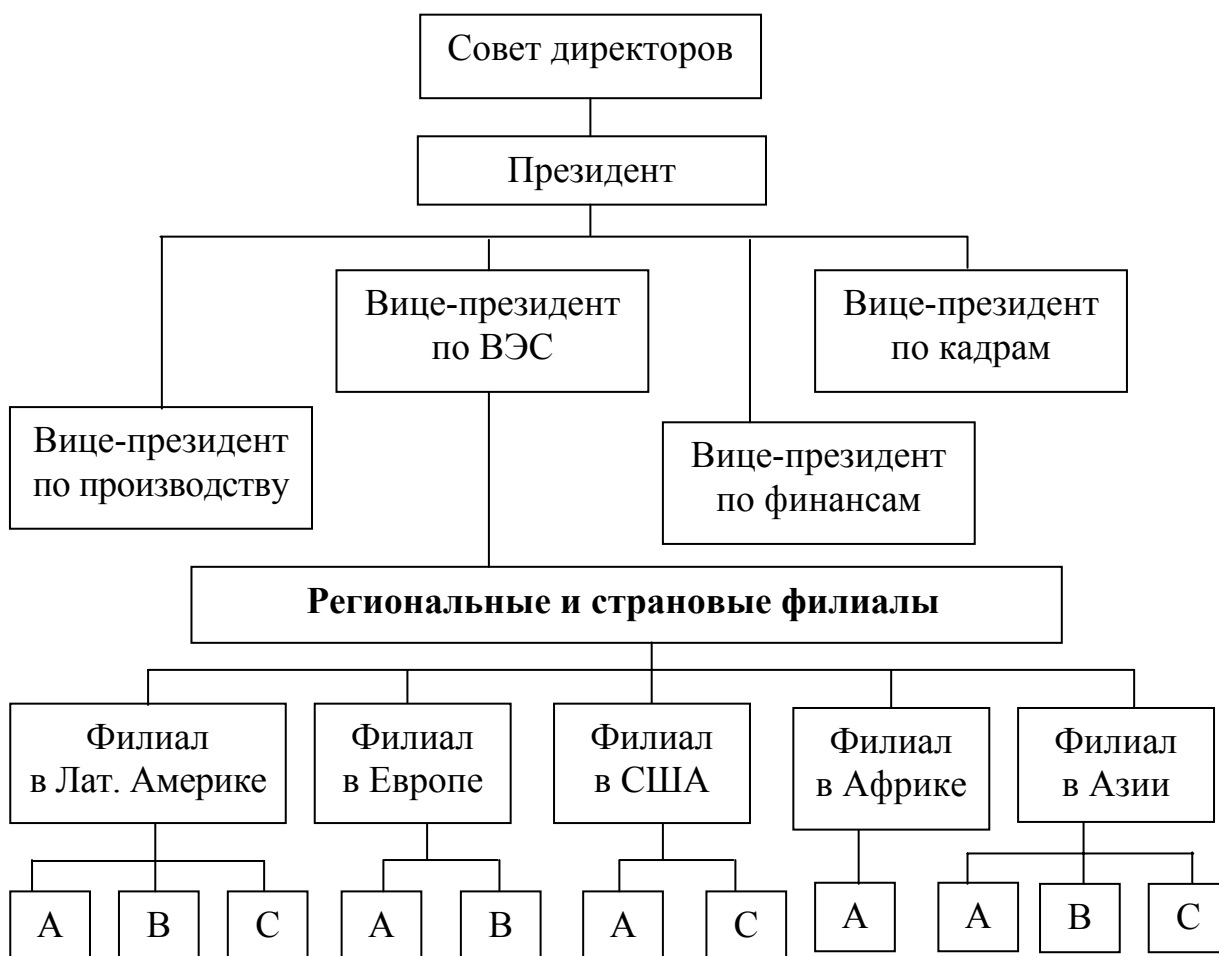 Совет директоров
Президент
Вице-президент
по ВЭС
Вице-президент
по кадрам
Вице-президент
по производству
Вице-президент
по финансам
Региональные и страновые филиалы
Филиал
в Лат. Америке
Филиал
в Европе
Филиал
в США
Филиал
в Африке
Филиал
в Азии
А
В
С
А
В
А
С
А
А
В
С